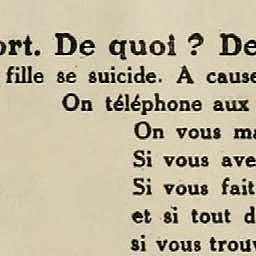 ort. De quoi ? De
fille se suicide. A cause
On téléphone aux
On vous ma
Si vous ave
Si vous fait
et si tout d
si vous trouv